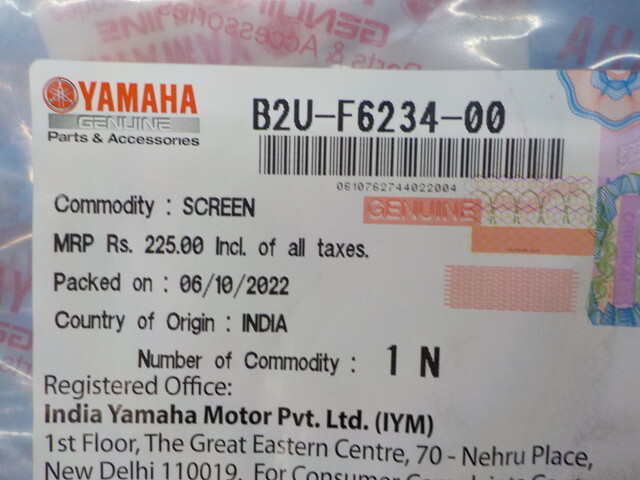 YAMAHA
GENUINE
Parts & Accessories
B2U-F6234-00
0610762744022004
Commodity : SCREEN
GENUINE
MRP Rs. 225.00 Incl. of all taxes.
Packed on : 06/10/2022
Country of Origin : INDIA
Number of Commodity : 1 N
Registered Office:
India Yamaha Motor Pvt. Ltd. (IYM)
1st Floor, The Great Eastern Centre, 70 - Nehru Place,
New Delhi 110019. For Consumer Complaints